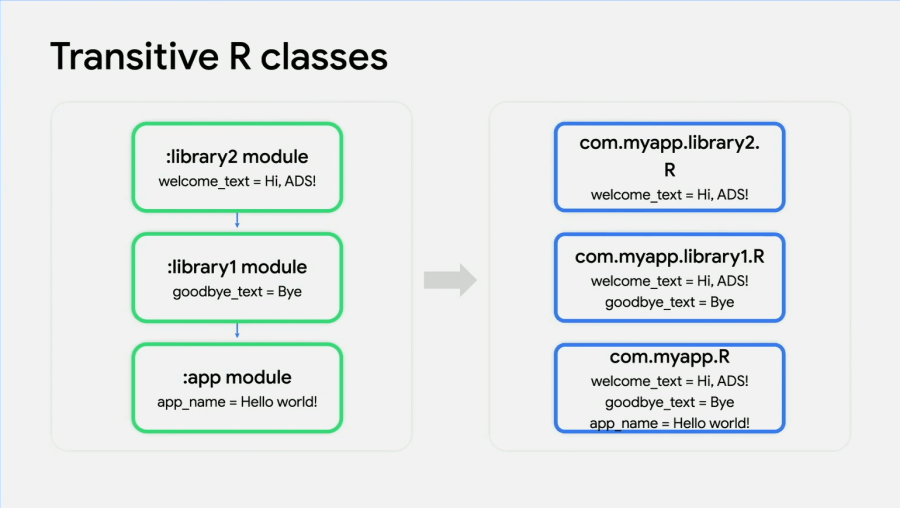 Transitive R classes
:library2 module
welcome_text = Hi, ADS!
:library1 module
goodbye_text = Bye
:app module
app_name = Hello world!
com.myapp.library2.
R
welcome_text = Hi, ADS!
com.myapp.library1.R
welcome_text = Hi, ADS!
goodbye_text = Bye
com.myapp.R
welcome_text = Hi, ADS!
goodbye_text = Bye
app_name = Hello world!